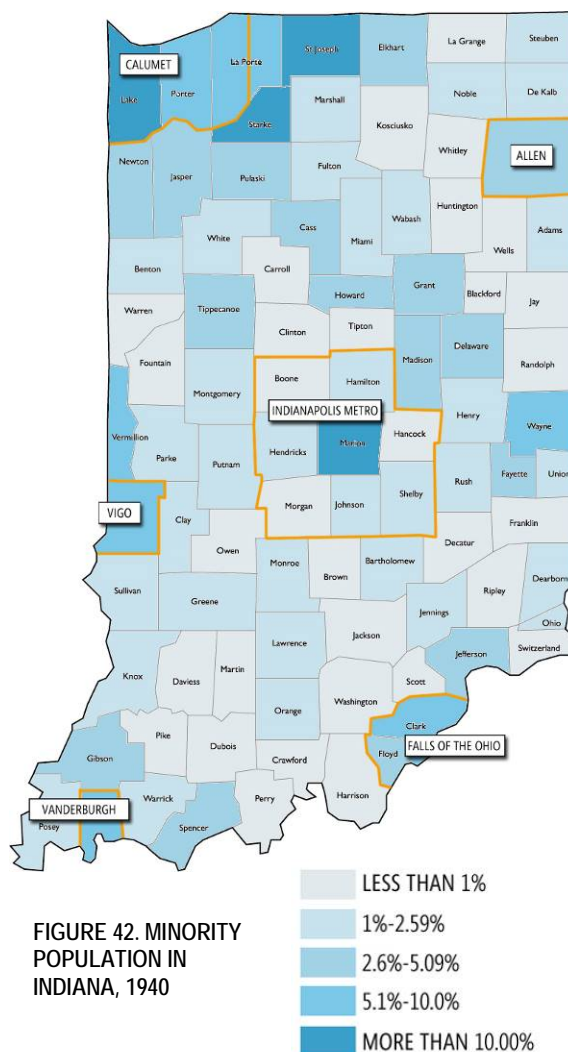 La Grange
Steuben
Elkhart
St Joseph
La Porte
CALUMET
Lake
Porter
Noble
De Kalb
Marshall
Starke
Kosciusko
Whitley
ALLEN
Newton
Jasper
Pulaski
Fulton
Huntington
Wabash
Miami
Cass
White
Wells
Adams
Benton
Carroll
Grant
Blackford
Jay
Howard
Tippecanoe
Warren
Clinton
Tipton
Fountain
Madison
Delaware
Randolph
Boone
Hamilton
Montgomery
INDIANAPOLIS METRO
Henry
Wayne
Vermillion
Parke
Putnam
Hendricks
Marion
Hancock
Rush
Fayette
Union
Shelby
Morgan
Johnson
VIGO
Clay
Owen
Franklin
Decatur
Monroe
Brown
Bartholomew
Dearborn
Ripley
Sullivan
Greene
Jennings
Ohio
Jackson
Switzerland
Jefferson
Lawrence
Scott
Knox
Daviess
Martin
Washington
Orange
Clark
Floyd
FALLS OF THE OHIO
Pike
Dubois
Gibson
Crawford
Harrison
VANDERBURGH
Warrick
Perry
Posey
Spencer
FIGURE 42. MINORITY
POPULATION IN
INDIANA, 1940
LESS THAN 1%
1%-2.59%
2.6%-5.09%
5.1%-10.0%
MORE THAN 10.00%